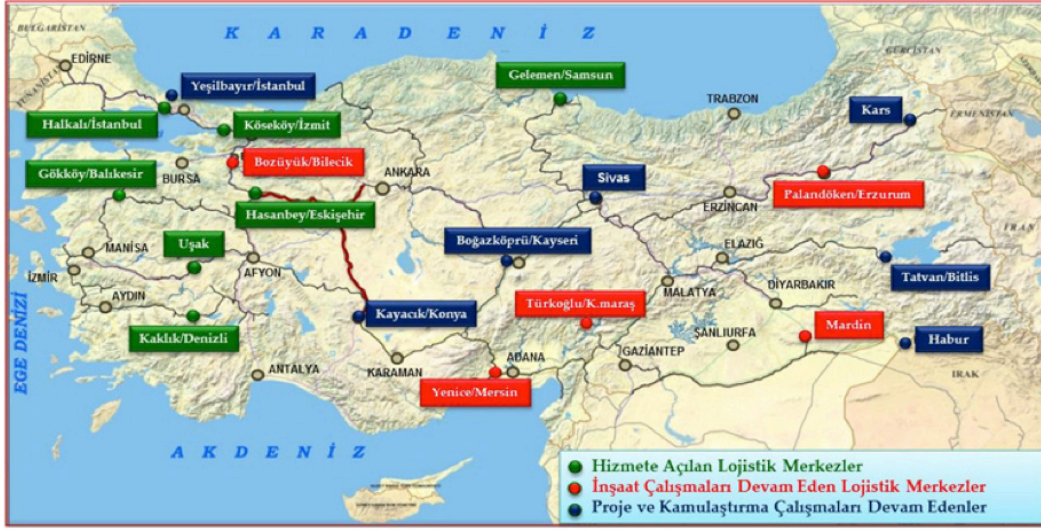 BULGARİSTAN
K A R A D E N İ Z
GÜRCİSTAN
EDİRNE
YUNANİSTAN
Yeşilbayır/İstanbul
Gelemen/Samsun
TRABZON
Kars
ERMENİSTAN
Halkalı/İstanbul
Köseköy/İzmit
Bozüyük/Bilecik
Gökköy/Balıkesir
BURSA
ANKARA
Sivas
Palandöken/Erzurum
ERZİNCAN
Hasanbey/Eskişehir
İRAN
MANİSA
Uşak
Boğazköprü/Kayseri
ELAZIĞ
İZMİR
AFYON
Tatvan/Bitlis
EGE DENİZİ
AYDIN
MALATYA
DİYARBAKIR
Kayacık/Konya
Türkoğlu/K.maraş
Mardin
Kaklık/Denizli
ŞANLIURFA
Habur
ANTALYA
KARAMAN
ADANA
GAZİANTEP
IRAK
Yenice/Mersin
A K D E N İ Z
Hizmete Açılan Lojistik Merkezler
İnşaat Çalışmaları Devam Eden Lojistik Merkezler
Proje ve Kamulaştırma Çalışmaları Devam Edenler